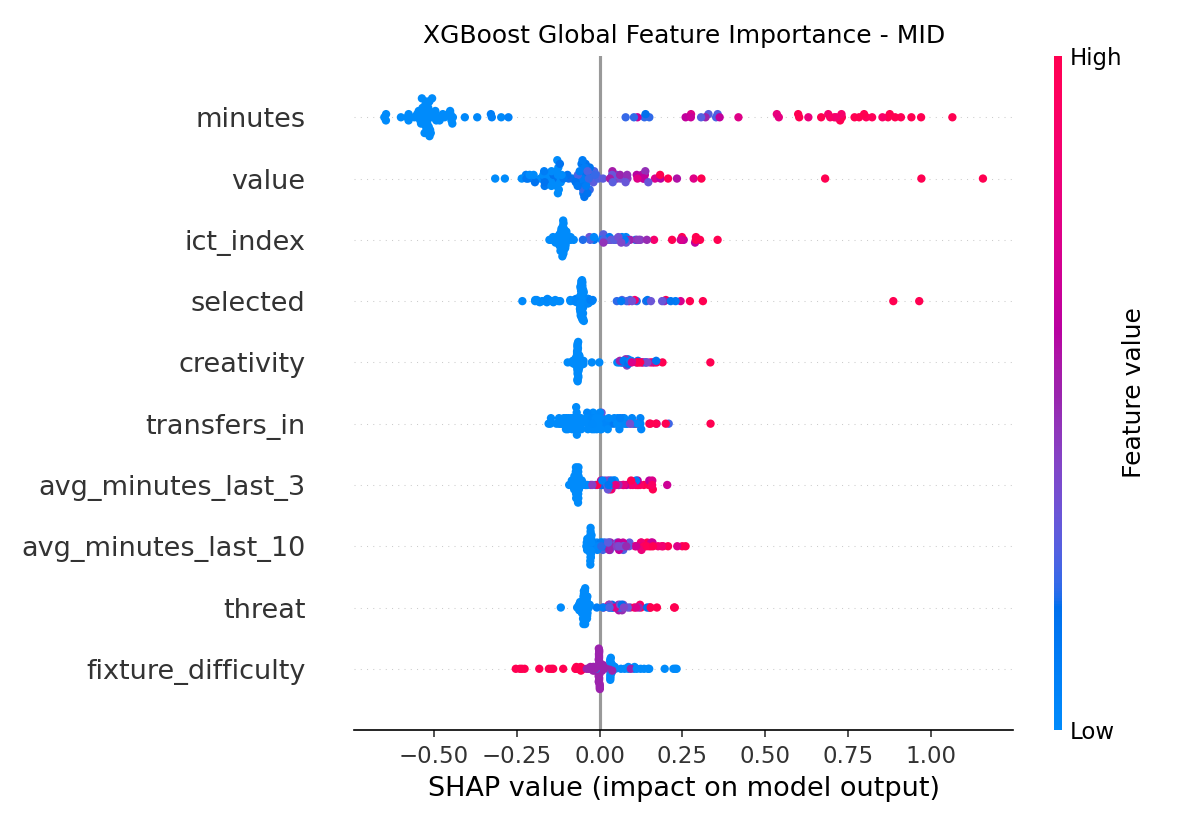 XGBoost Global Feature Importance - MID
High
minutes
value
ict_index
selected
creativity
transfers_in
avg_minutes_last_3
avg_minutes_last_10
threat
fixture_difficulty
Feature value
Low
−0.50 −0.25 0.00 0.25 0.50 0.75 1.00
SHAP value (impact on model output)